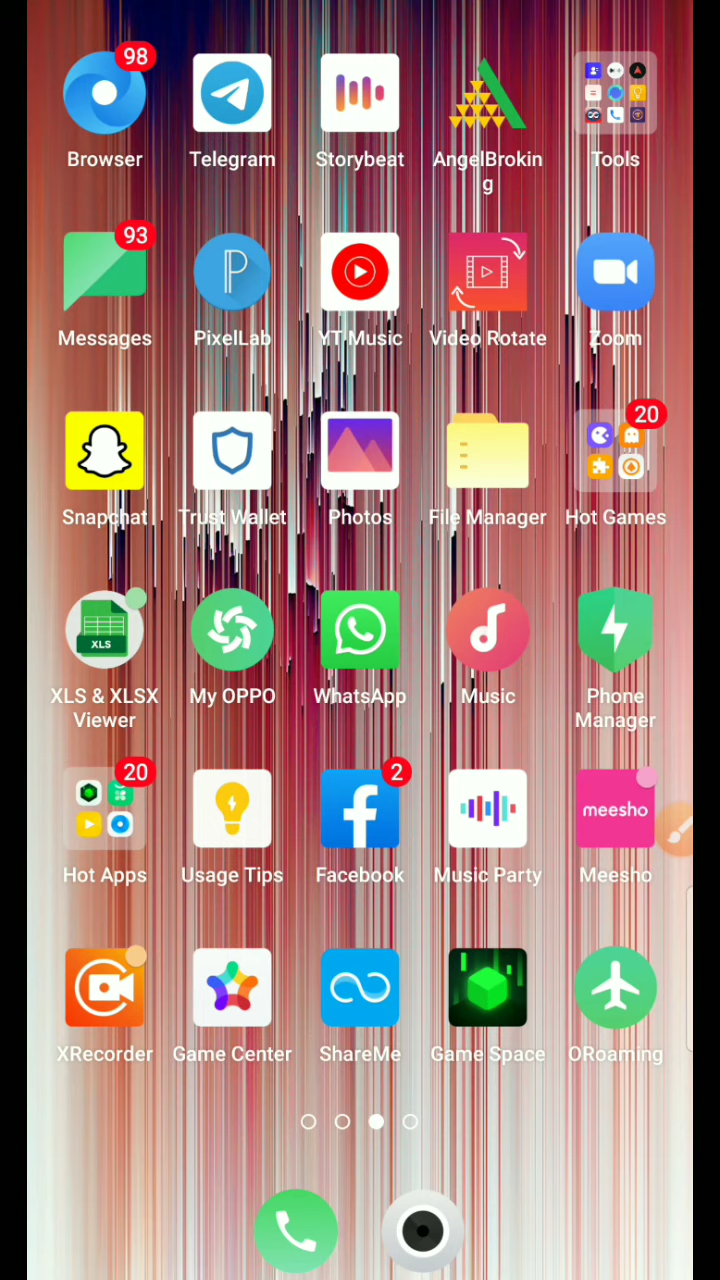 98
Browser
Telegram
Storybeat
AngelBrokin
g
Tools
93
Messages
PixelLab
YT Music
Video Rotate
Zoom
20
Snapchat
Trust Wallet
Photos
File Manager
Hot Games
XLS
XLS & XLSX
Viewer
My OPPO
WhatsApp
Music
Phone
Manager
20
2
meesho
Hot Apps
Usage Tips
Facebook
Music Party
Meesho
XRecorder
Game Center
ShareMe
Game Space
ORoaming